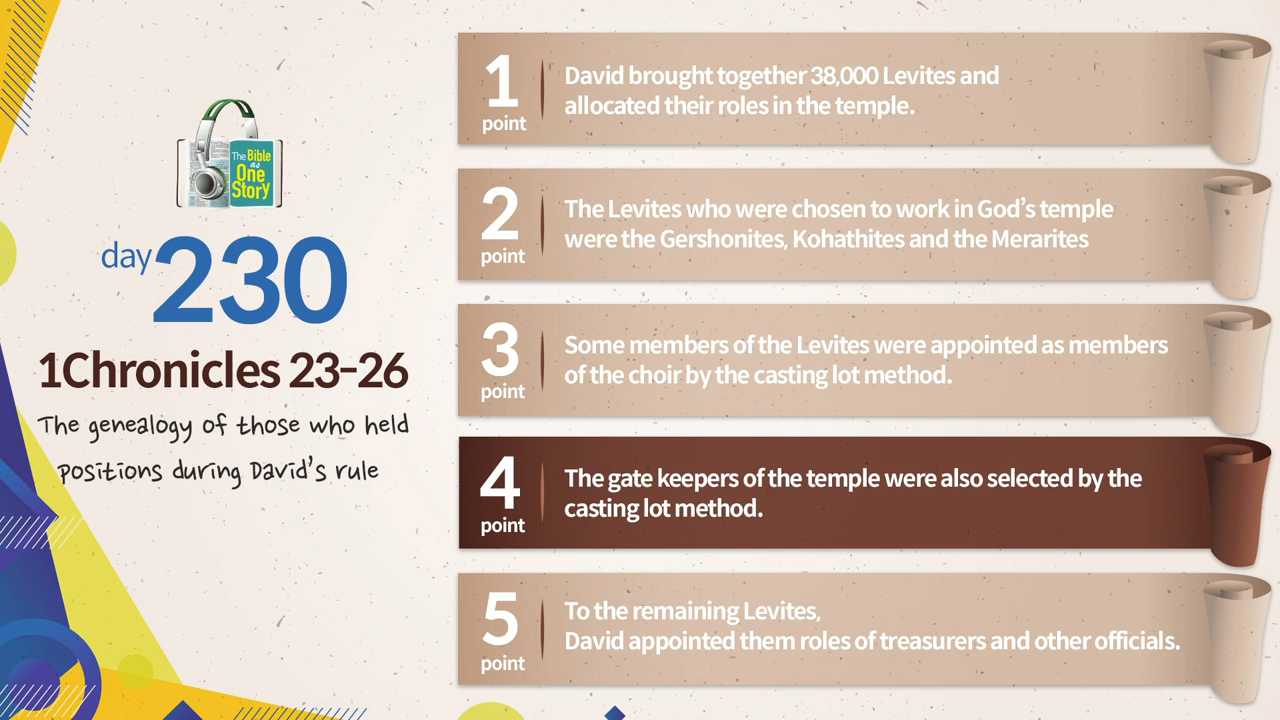 The Bible
as
One
Story
day230
1Chronicles 23-26
The genealogy of those who held
positions during David's rule
1
point
David brought together 38,000 Levites and
allocated their roles in the temple.
2
point
The Levites who were chosen to work in God's temple
were the Gershonites, Kohathites and the Merarites
3
point
Some members of the Levites were appointed as members
of the choir by the casting lot method.
4
point
The gate keepers of the temple were also selected by the
casting lot method.
5
point
To the remaining Levites,
David appointed them roles of treasurers and other officials.